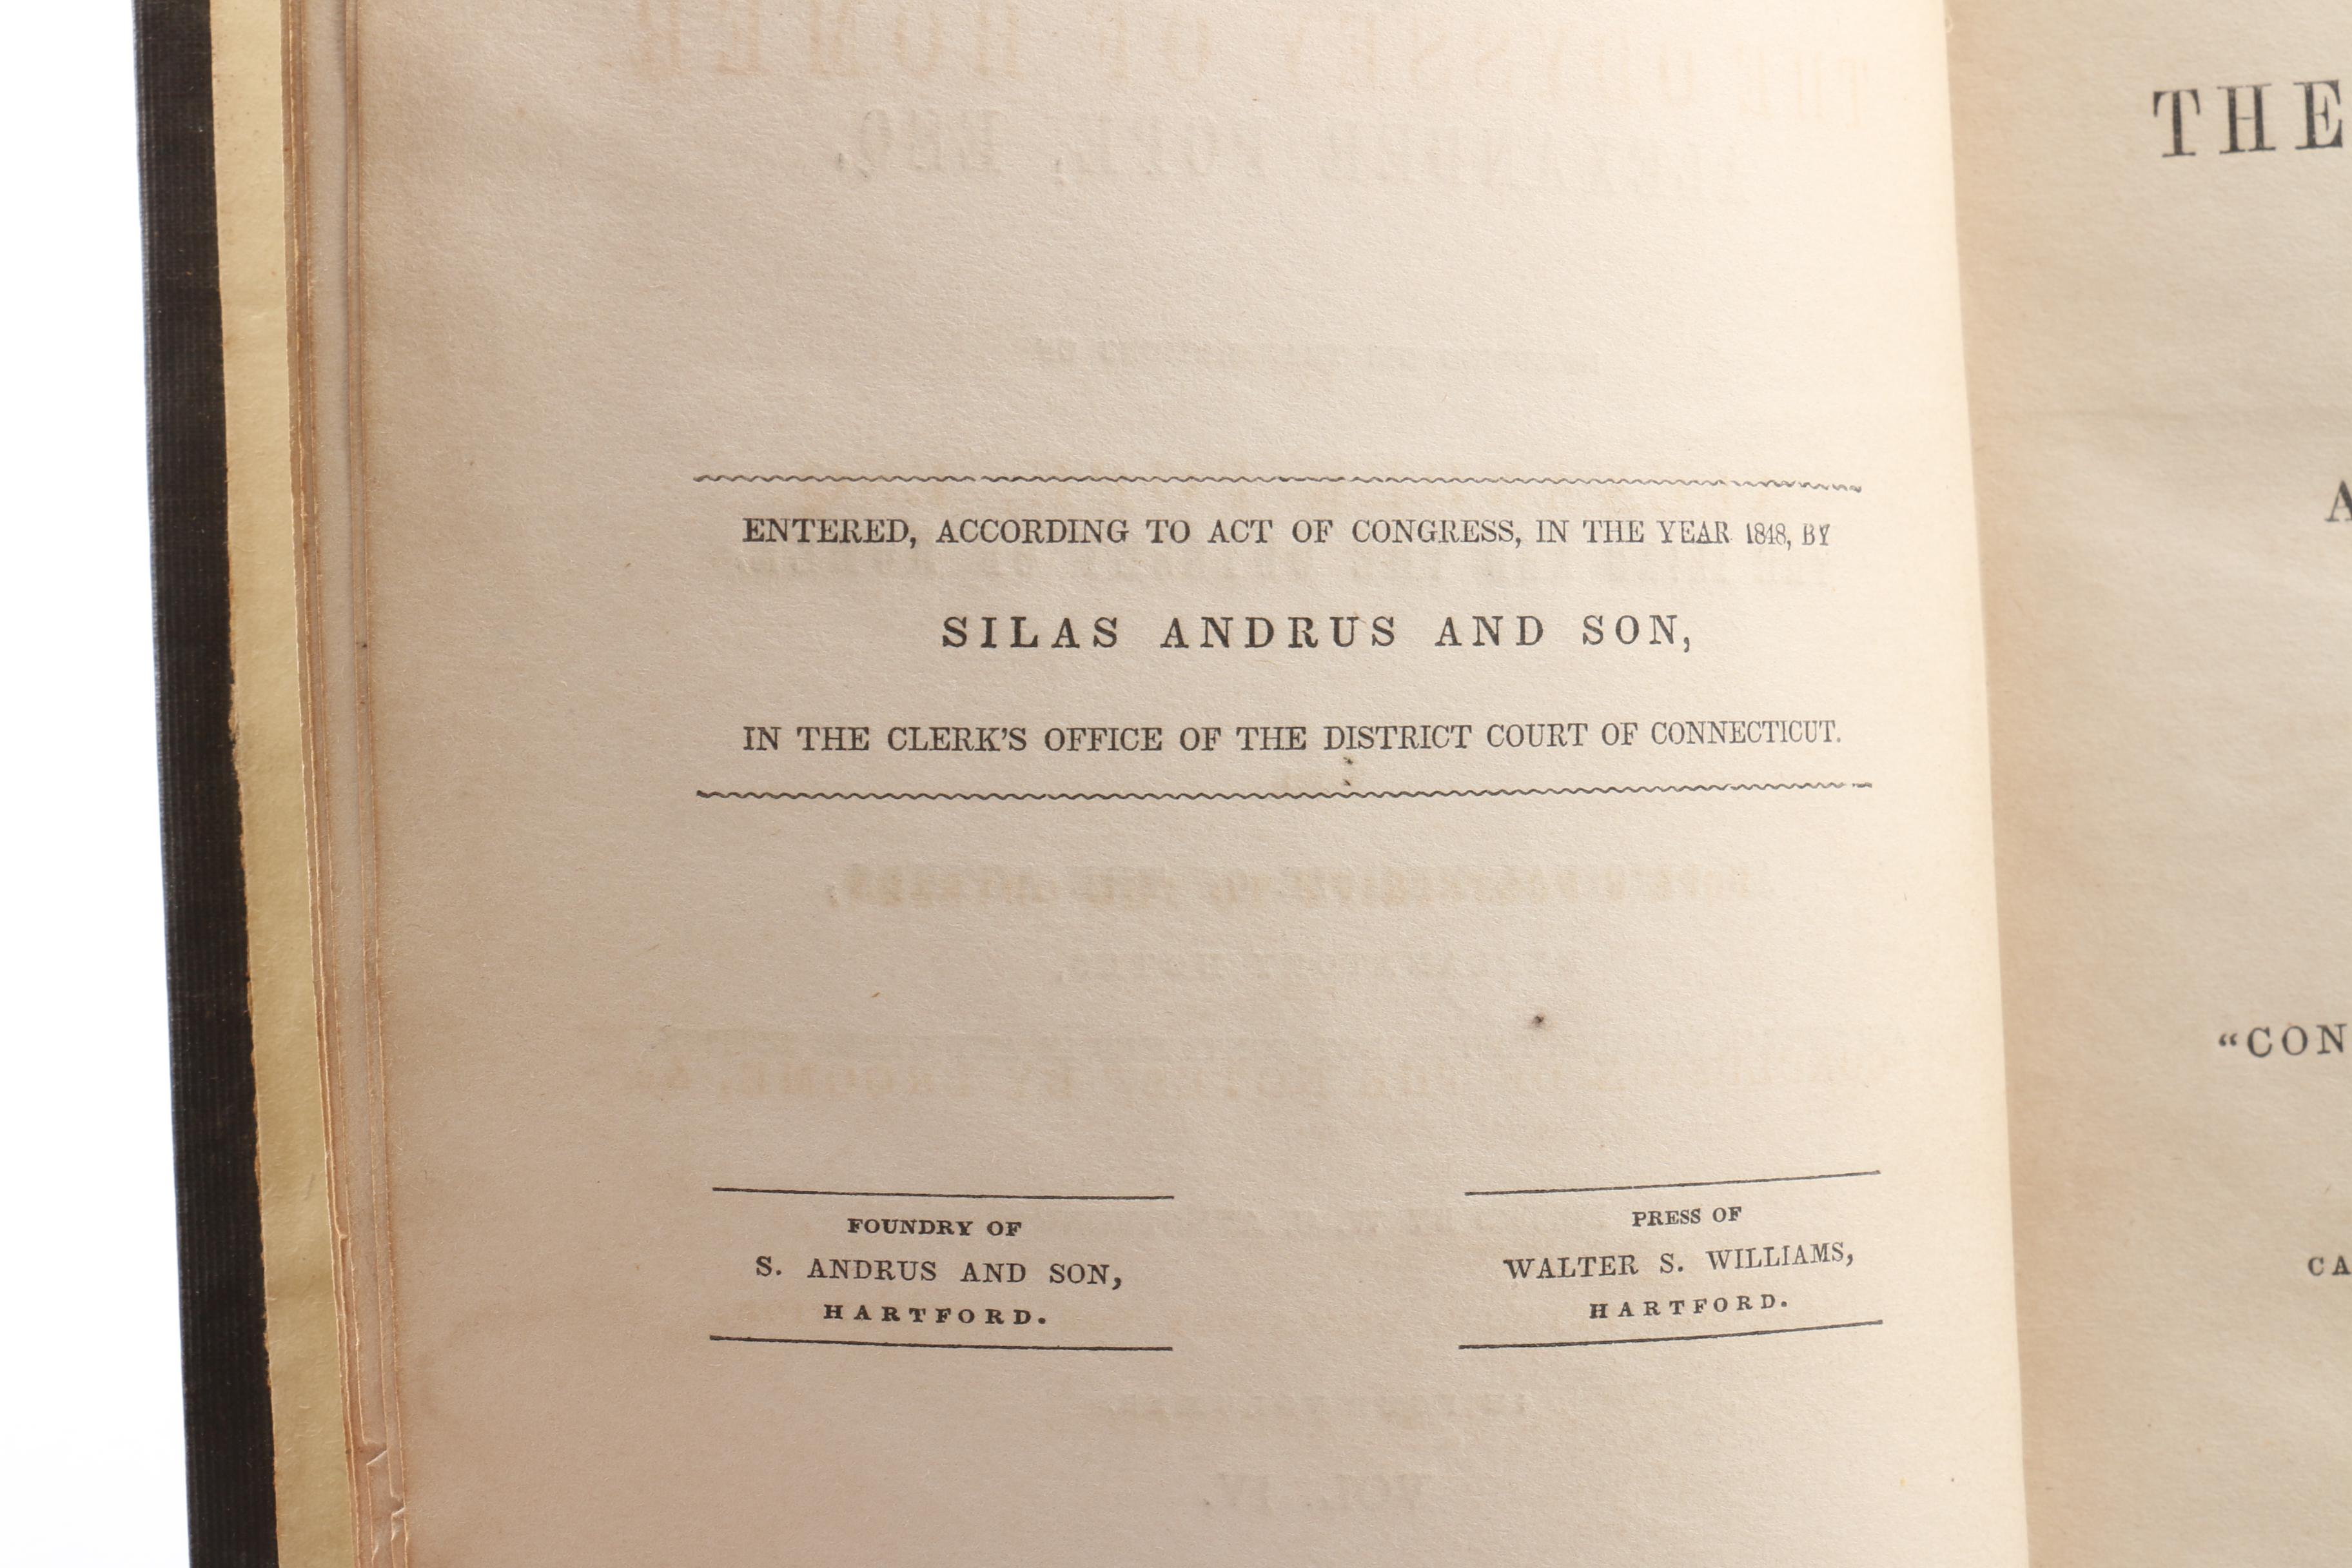 ENTERED, ACCORDING TO ACT OF CONGRESS, IN THE YEAR 1848, BY
SILAS ANDRUS AND SON,
IN THE CLERK'S OFFICE OF THE DISTRICT COURT OF CONNECTICUT.
FOUNDRY OF
S. ANDRUS AND SON,
HARTFORD.
PRESS OF
WALTER S. WILLIAMS,
HARTFORD.
THE
A
“CON
CA